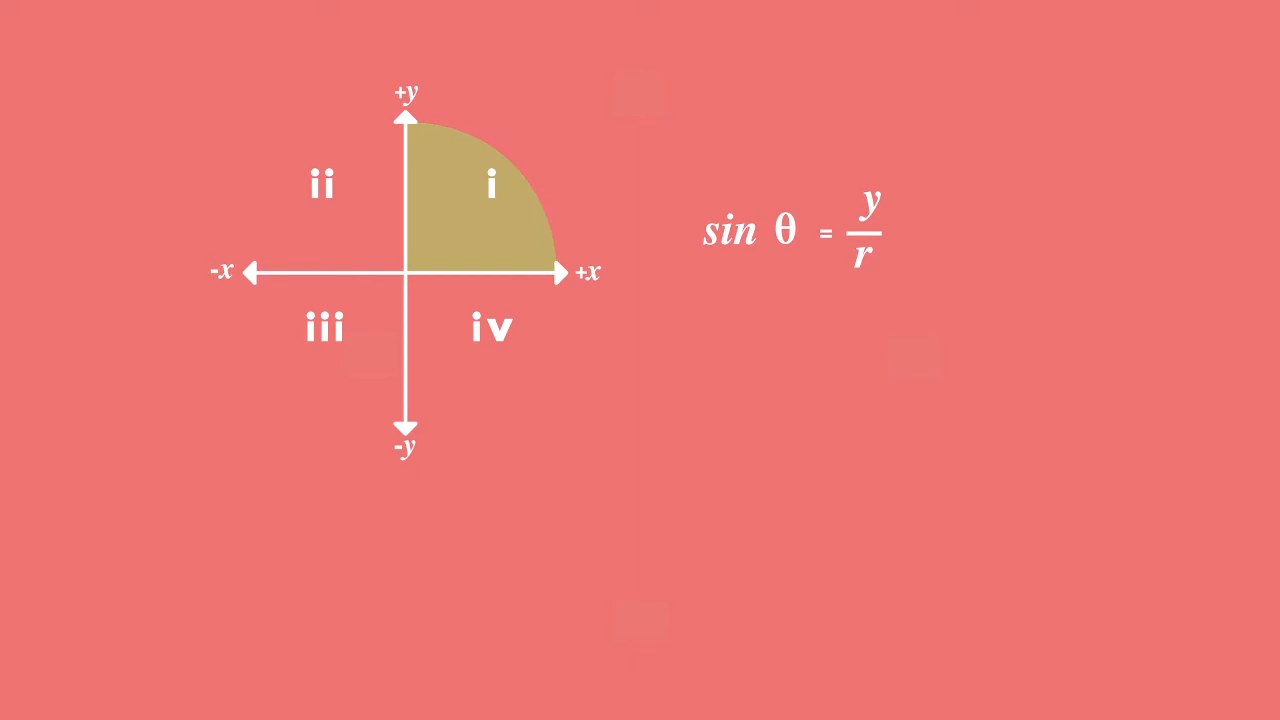 +y
ii i
-x +x
iii iv
-y
sin θ = y
r